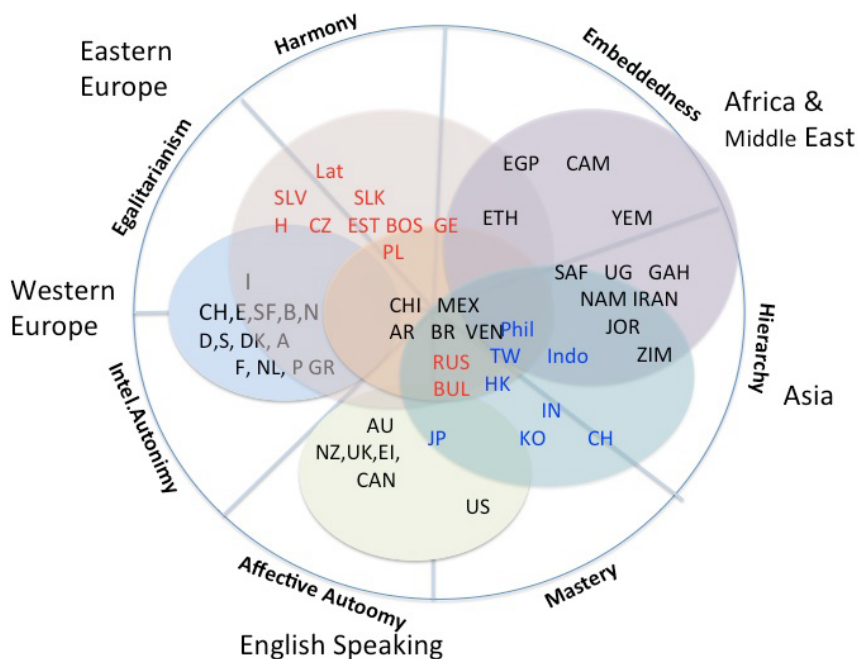 Harmony
Embeddedness
Eastern
Europe
Africa &
Middle East
Egalitarianism
Lat
SLV SLK
H CZ EST BOS GE
PL
EGP CAM
ETH YEM
SAF UG GAH
NAM IRAN
JOR
ZIM
Western
Europe
I
CH,E,SF,B,N
D,S, DK, A
F, NL, P GR
CHI MEX
AR BR VEN
RUS
BUL
Phil
TW Indo
HK
IN
JP KO CH
Hierarchy
Asia
Intel.Autonimy
AU
NZ,UK,EI,
CAN
US
Affective Autoomy
Mastery
English Speaking